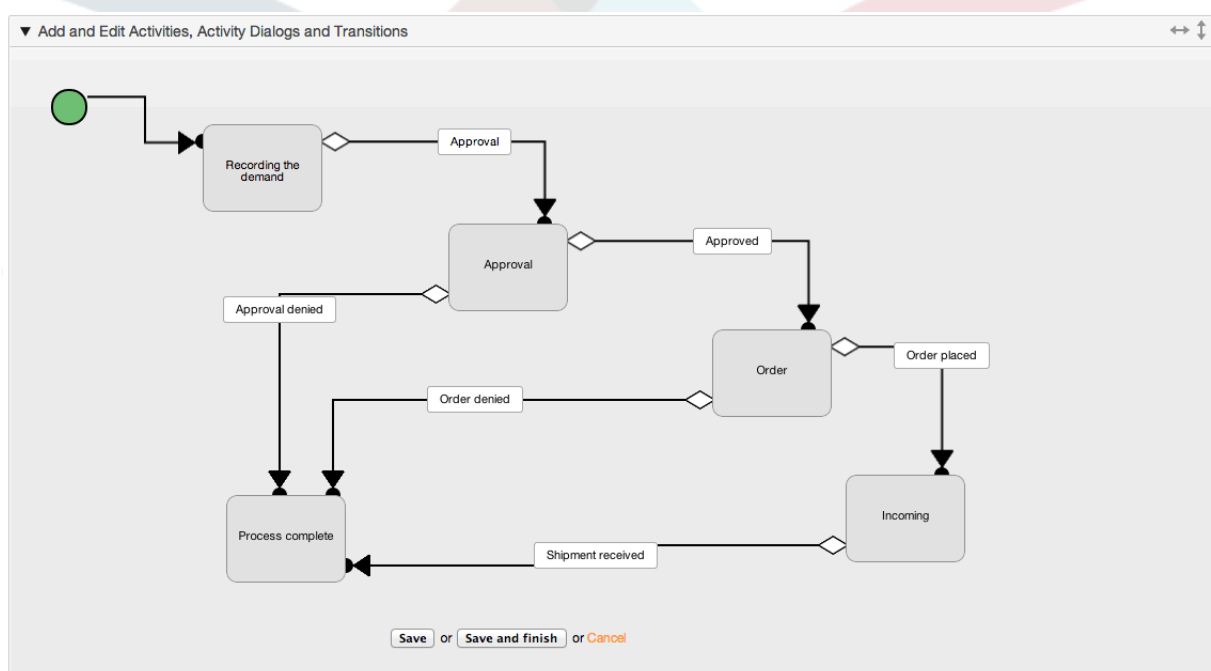 ▼ Add and Edit Activities, Activity Dialogs and Transitions
Approval
Recording the
demand
Approved
Approval
Approval denied
Order placed
Order
Order denied
Incoming
Process complete
Shipment received
Save or Save and finish or Cancel